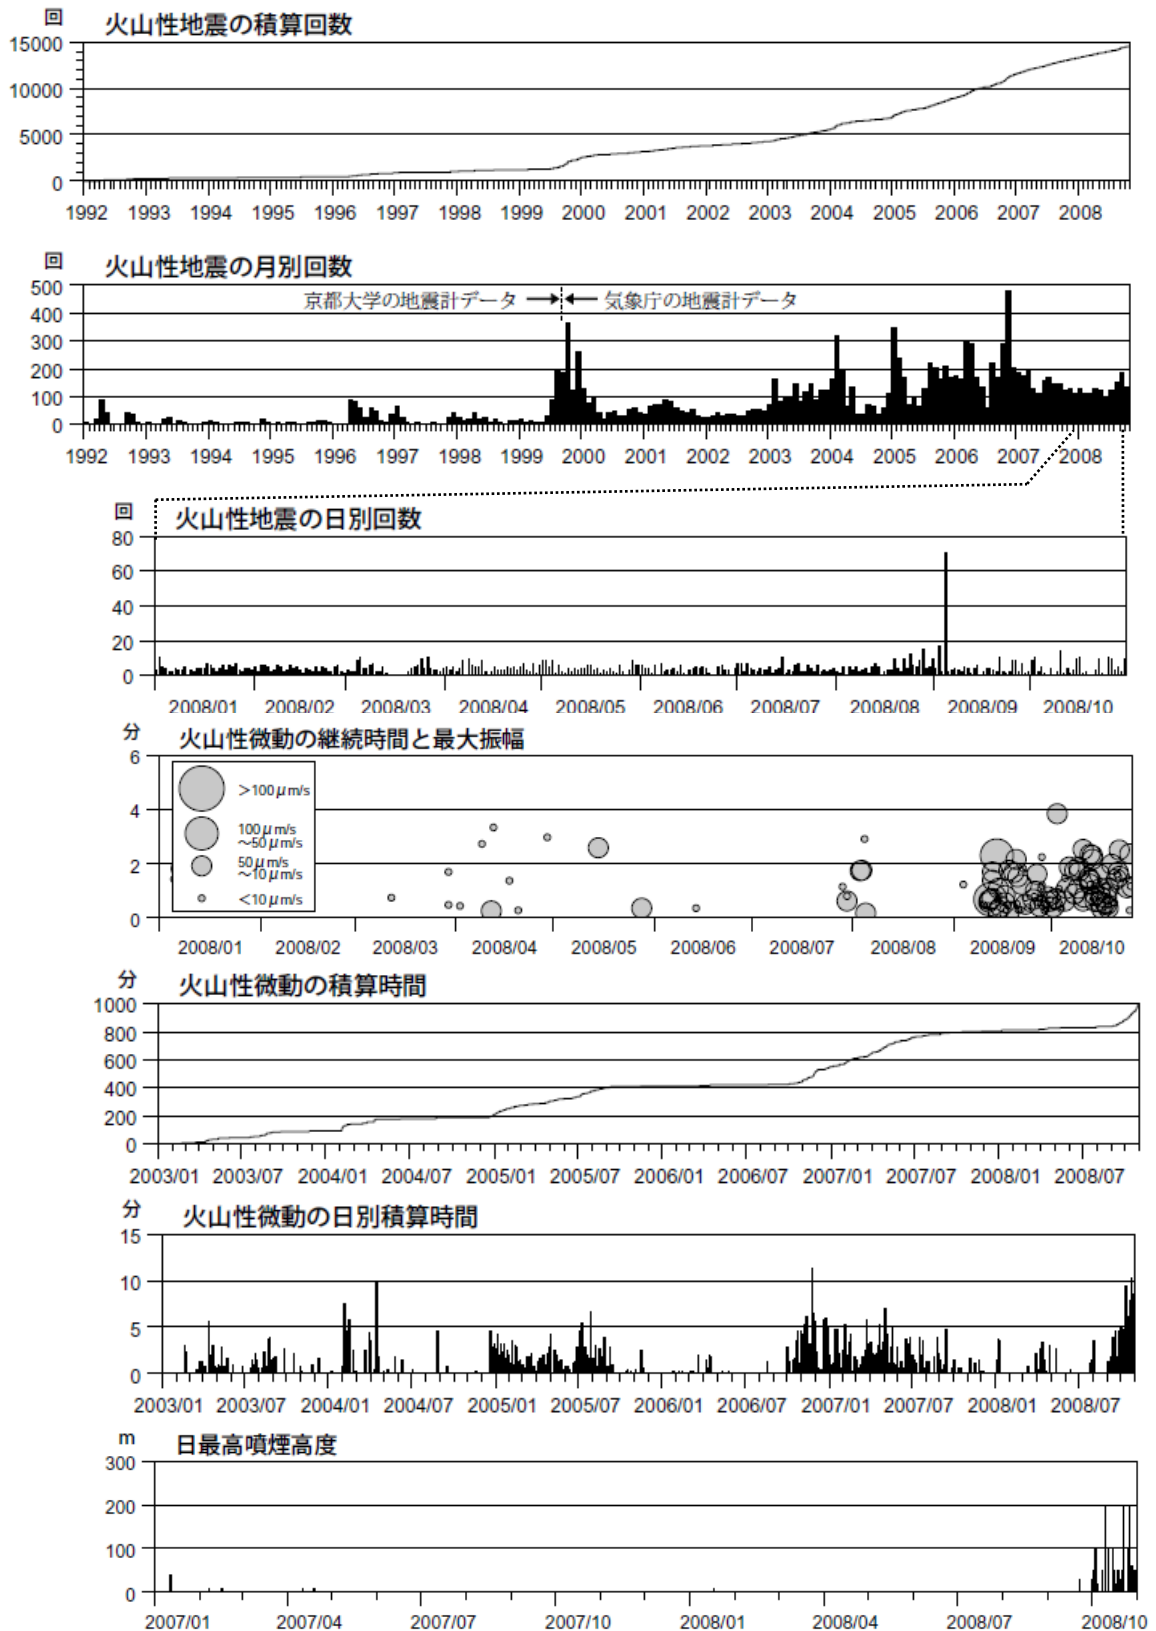 回 火山性地震の積算回数
15000
10000
5000
0
1992 1993 1994 1995 1996 1997 1998 1999 2000 2001 2002 2003 2004 2005 2006 2007 2008
回 火山性地震の月別回数
500
400
300
200
100
0
京都大学の地震計データ 気象庁の地震計データ
1992 1993 1994 1995 1996 1997 1998 1999 2000 2001 2002 2003 2004 2005 2006 2007 2008
回 火山性地震の日別回数
80
60
40
20
0
2008/01 2008/02 2008/03 2008/04 2008/05 2008/06 2008/07 2008/08 2008/09 2008/10
分 火山性微動の継続時間と最大振幅
6
4
2
0
＞100μm/s
100μm/s
～50μm/s
50μm/s
～10μm/s
＜10μm/s
2008/01 2008/02 2008/03 2008/04 2008/05 2008/06 2008/07 2008/08 2008/09 2008/10
分 火山性微動の積算時間
1000
800
600
400
200
0
2003/01 2003/07 2004/01 2004/07 2005/01 2005/07 2006/01 2006/07 2007/01 2007/07 2008/01 2008/07
分 火山性微動の日別積算時間
15
10
5
0
2003/01 2003/07 2004/01 2004/07 2005/01 2005/07 2006/01 2006/07 2007/01 2007/07 2008/01 2008/07
m 日最高噴煙高度
300
200
100
0
2007/01 2007/04 2007/07 2007/10 2008/01 2008/04 2008/07 2008/10